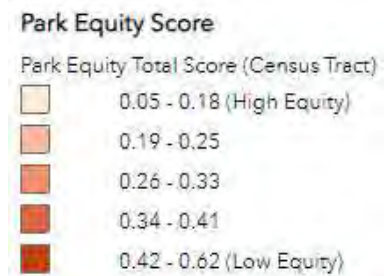 Park Equity Score
Park Equity Total Score (Census Tract)
0.05 - 0.18 (High Equity)
0.19 - 0.25
0.26 - 0.33
0.34 - 0.41
0.42 - 0.62 (Low Equity)